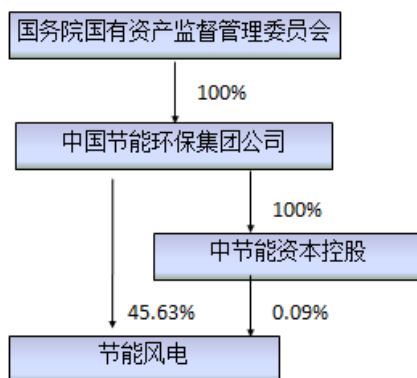 国务院国有资产监督管理委员会
100%
中国节能环保集团公司
100%
中节能资本控股
45.63%
0.09%
节能风电